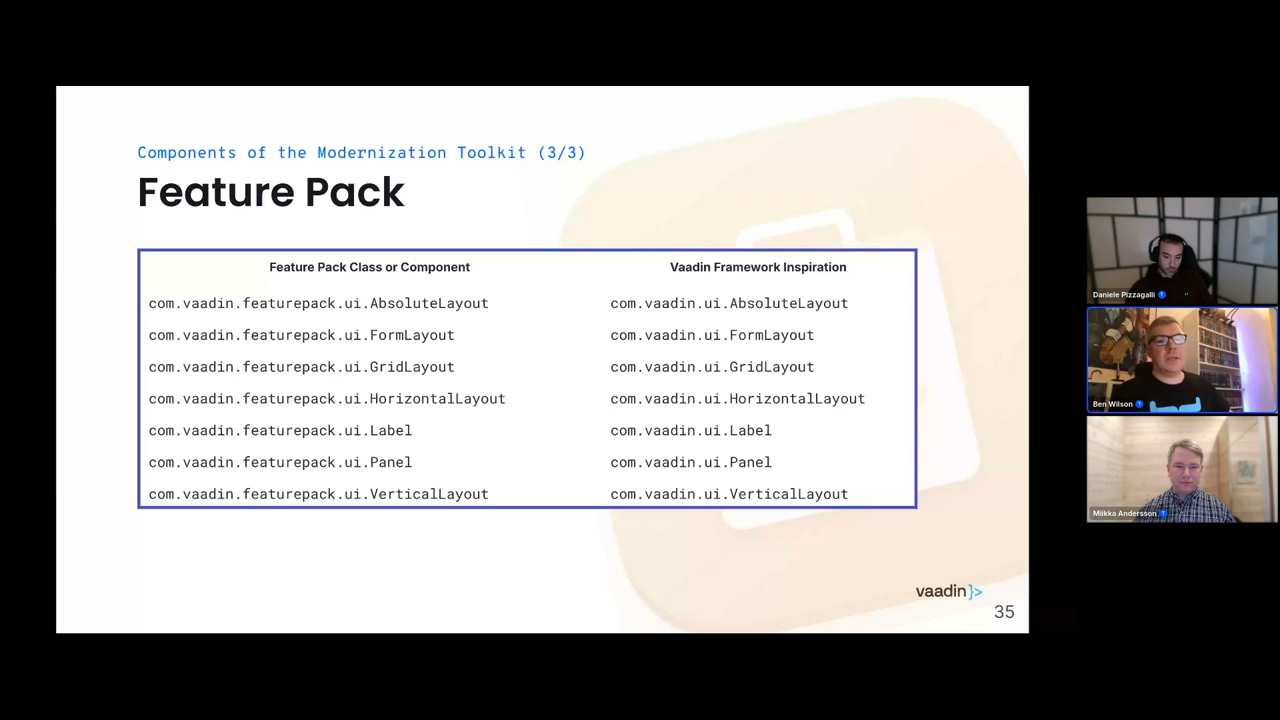 Components of the Modernization Toolkit (3/3)
Feature Pack
Feature Pack Class or Component Vaadin Framework Inspiration
com.vaadin.featurepack.ui.AbsoluteLayout com.vaadin.ui.AbsoluteLayout
com.vaadin.featurepack.ui.FormLayout com.vaadin.ui.FormLayout
com.vaadin.featurepack.ui.GridLayout com.vaadin.ui.GridLayout
com.vaadin.featurepack.ui.HorizontalLayout com.vaadin.ui.HorizontalLayout
com.vaadin.featurepack.ui.Label com.vaadin.ui.Label
com.vaadin.featurepack.ui.Panel com.vaadin.ui.Panel
com.vaadin.featurepack.ui.VerticalLayout com.vaadin.ui.VerticalLayout
vaadin}>
35
Daniele Pizzagalli
Ben Wilson
Miikka Andersson